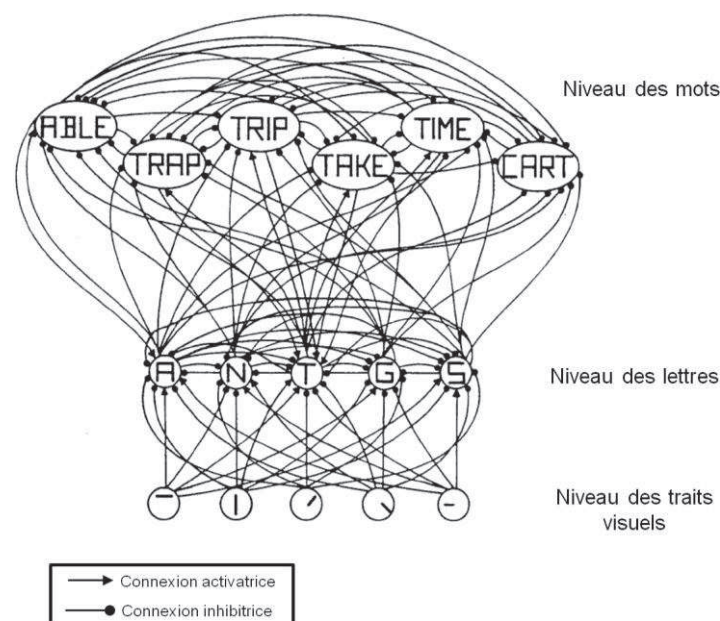 Niveau des mots
ABLE
TRIP
TIME
TRAP
TAKE
CART
A N T G S
Niveau des lettres
Niveau des traits
visuels
Connexion activatrice
Connexion inhibitrice